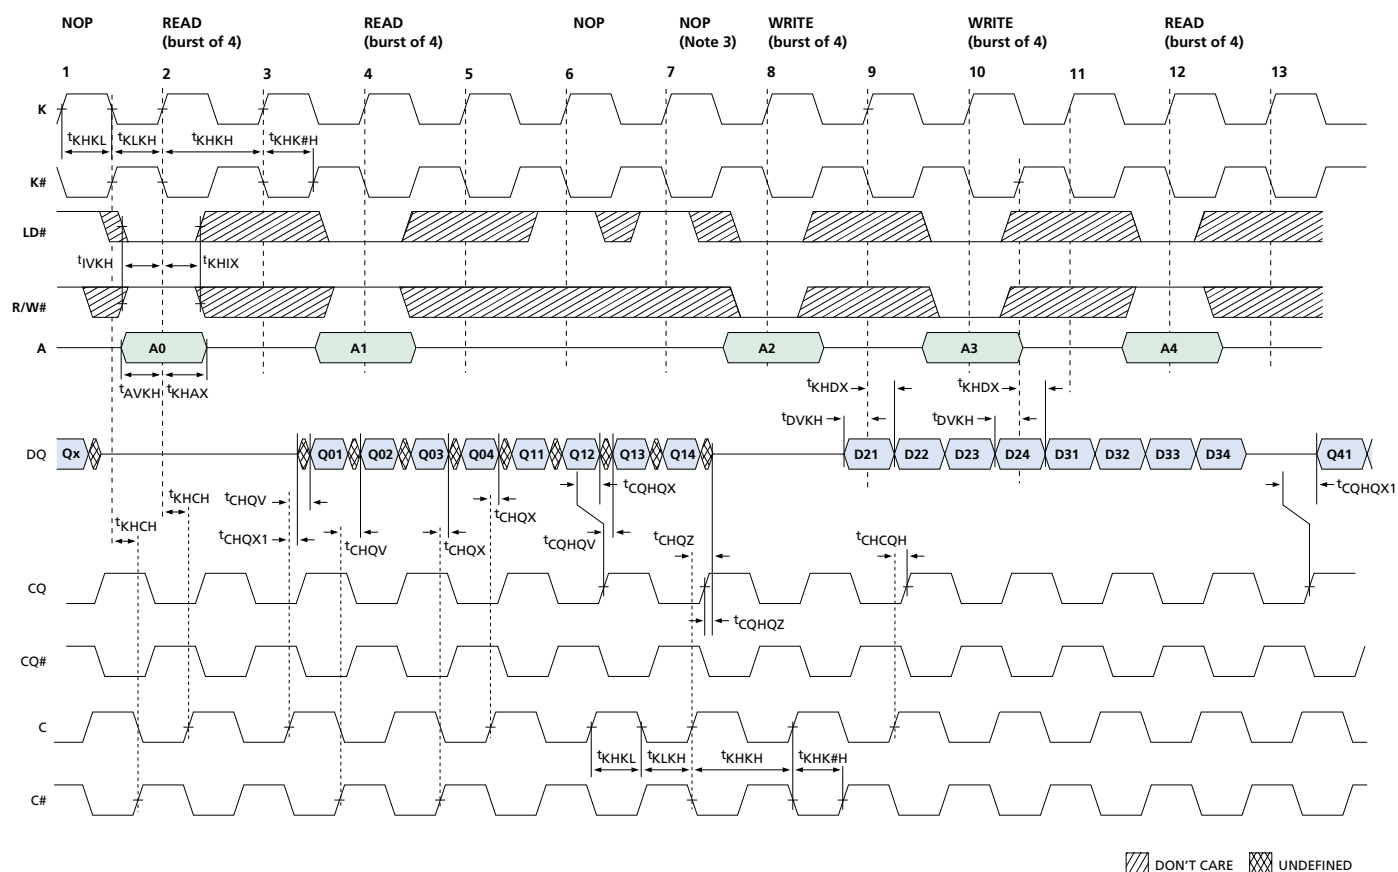 NOP READ READ NOP NOP WRITE WRITE READ
(burst of 4) (burst of 4) (Note 3) (burst of 4) (burst of 4) (burst of 4)
1 2 3 4 5 6 7 8 9 10 11 12 13
K
tKHKL tKLKH tKHKH tKHK#H
K#
LD#
tIVKH tKHIX
R/W#
A A0 A1 A2 A3 A4
tAVKH tKHAX tKHDX tKHDX
tDVKH tDVKH
DQ Qx Q01 Q02 Q03 Q04 Q11 Q12 Q13 Q14 D21 D22 D23 D24 D31 D32 D33 D34 Q41
tCQHQX tCQHQX1
tKHCH tCHQV
tKHCH tCHQX
tCHQX1 tCHQV tCHQX tCQHQV tCHQZ tCHCQH
CQ
tCQHQZ
CQ#
C
tKHKL tKLKH tKHKH tKHK#H
C#
DON'T CARE UNDEFINED